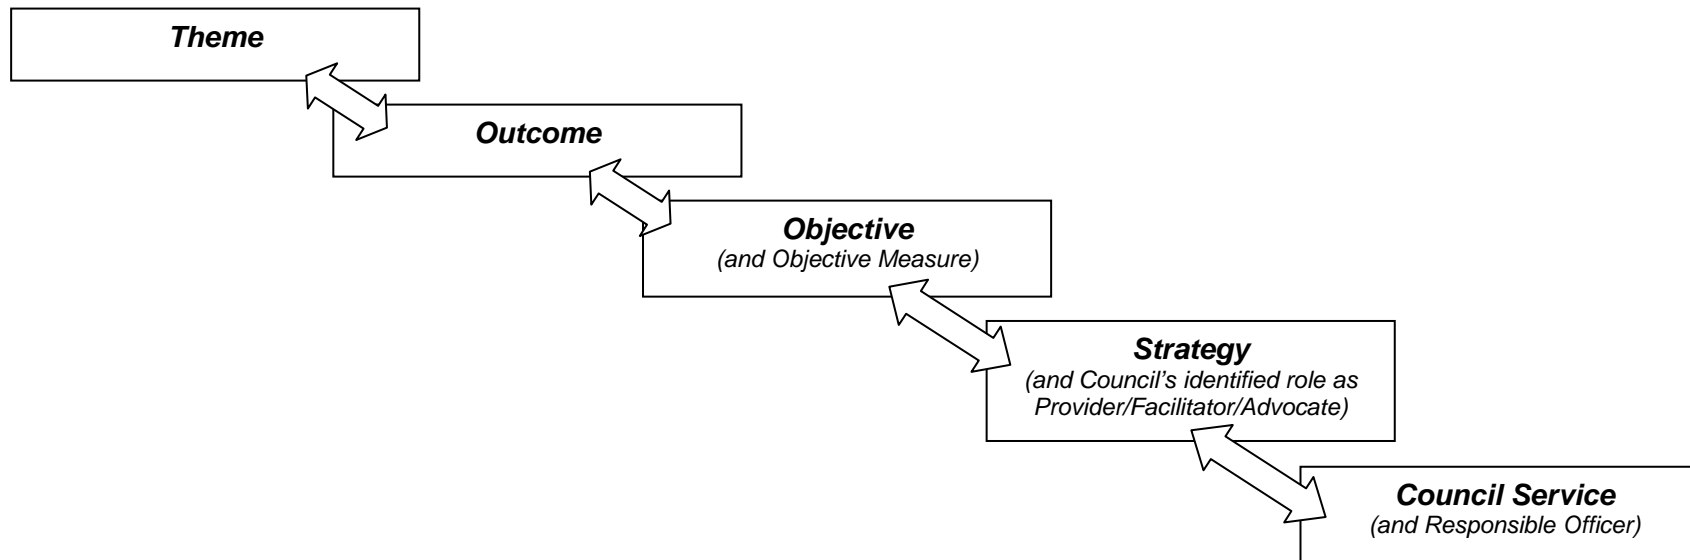 Theme
Outcome
Objective
(and Objective Measure)
Strategy
(and Council’s identified role as
Provider/Facilitator/Advocate)
Council Service
(and Responsible Officer)